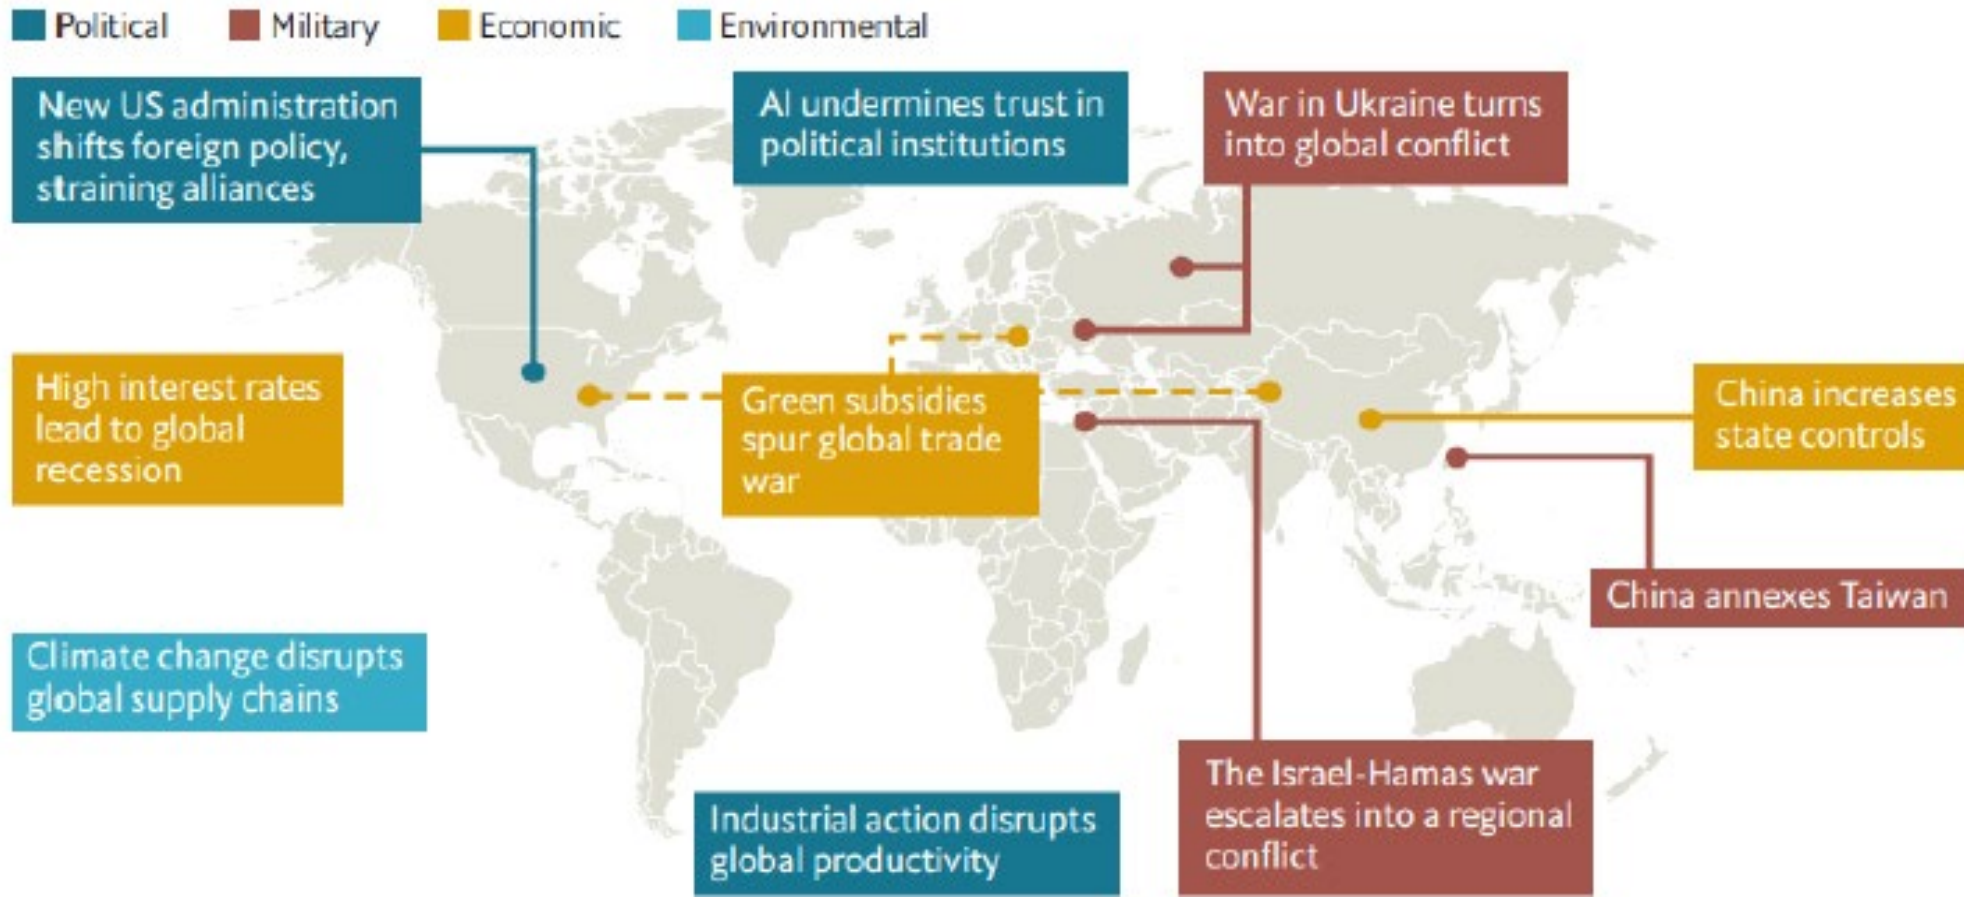 Political Military Economic Environmental
New US administration
shifts foreign policy,
straining alliances
AI undermines trust in
political institutions
War in Ukraine turns
into global conflict
High interest rates
lead to global
recession
Green subsidies
spur global trade
war
China increases
state controls
China annexes Taiwan
Climate change disrupts
global supply chains
Industrial action disrupts
global productivity
The Israel-Hamas war
escalates into a regional
conflict